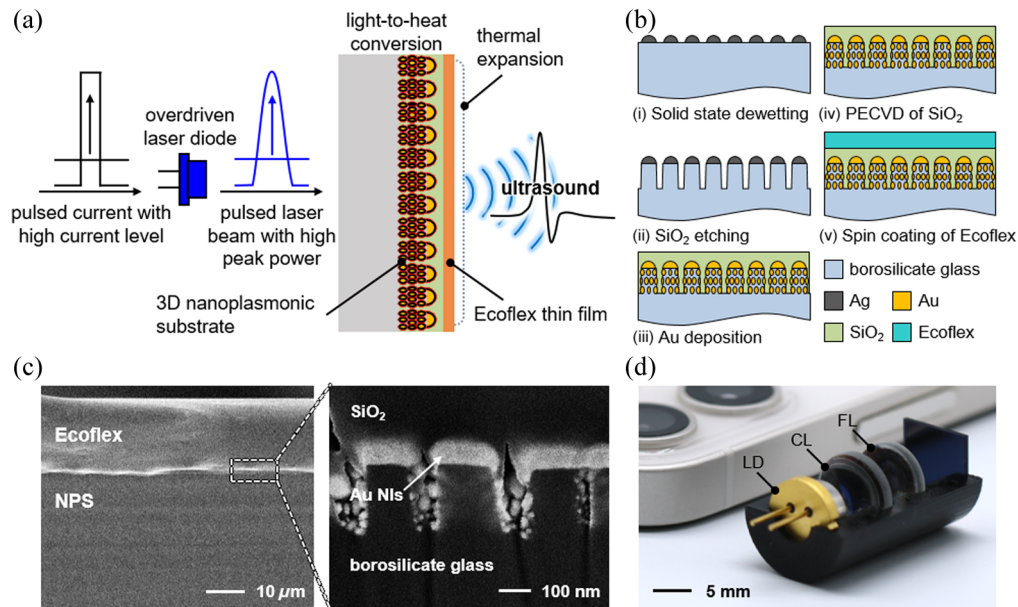 (a)
light-to-heat
conversion
thermal
expansion
overdriven
laser diode
ultrasound
pulsed current with
high current level
pulsed laser
beam with high
peak power
3D nanoplasmonic
substrate
Ecoflex thin film
(b)
(i) Solid state dewetting
(iv) PECVD of SiO₂
(ii) SiO₂ etching
(v) Spin coating of Ecoflex
(iii) Au deposition
borosilicate glass
Ag
Au
SiO₂
Ecoflex
(c)
Ecoflex
NPS
10 µm
SiO₂
Au NIs
borosilicate glass
100 nm
(d)
FL
CL
LD
5 mm